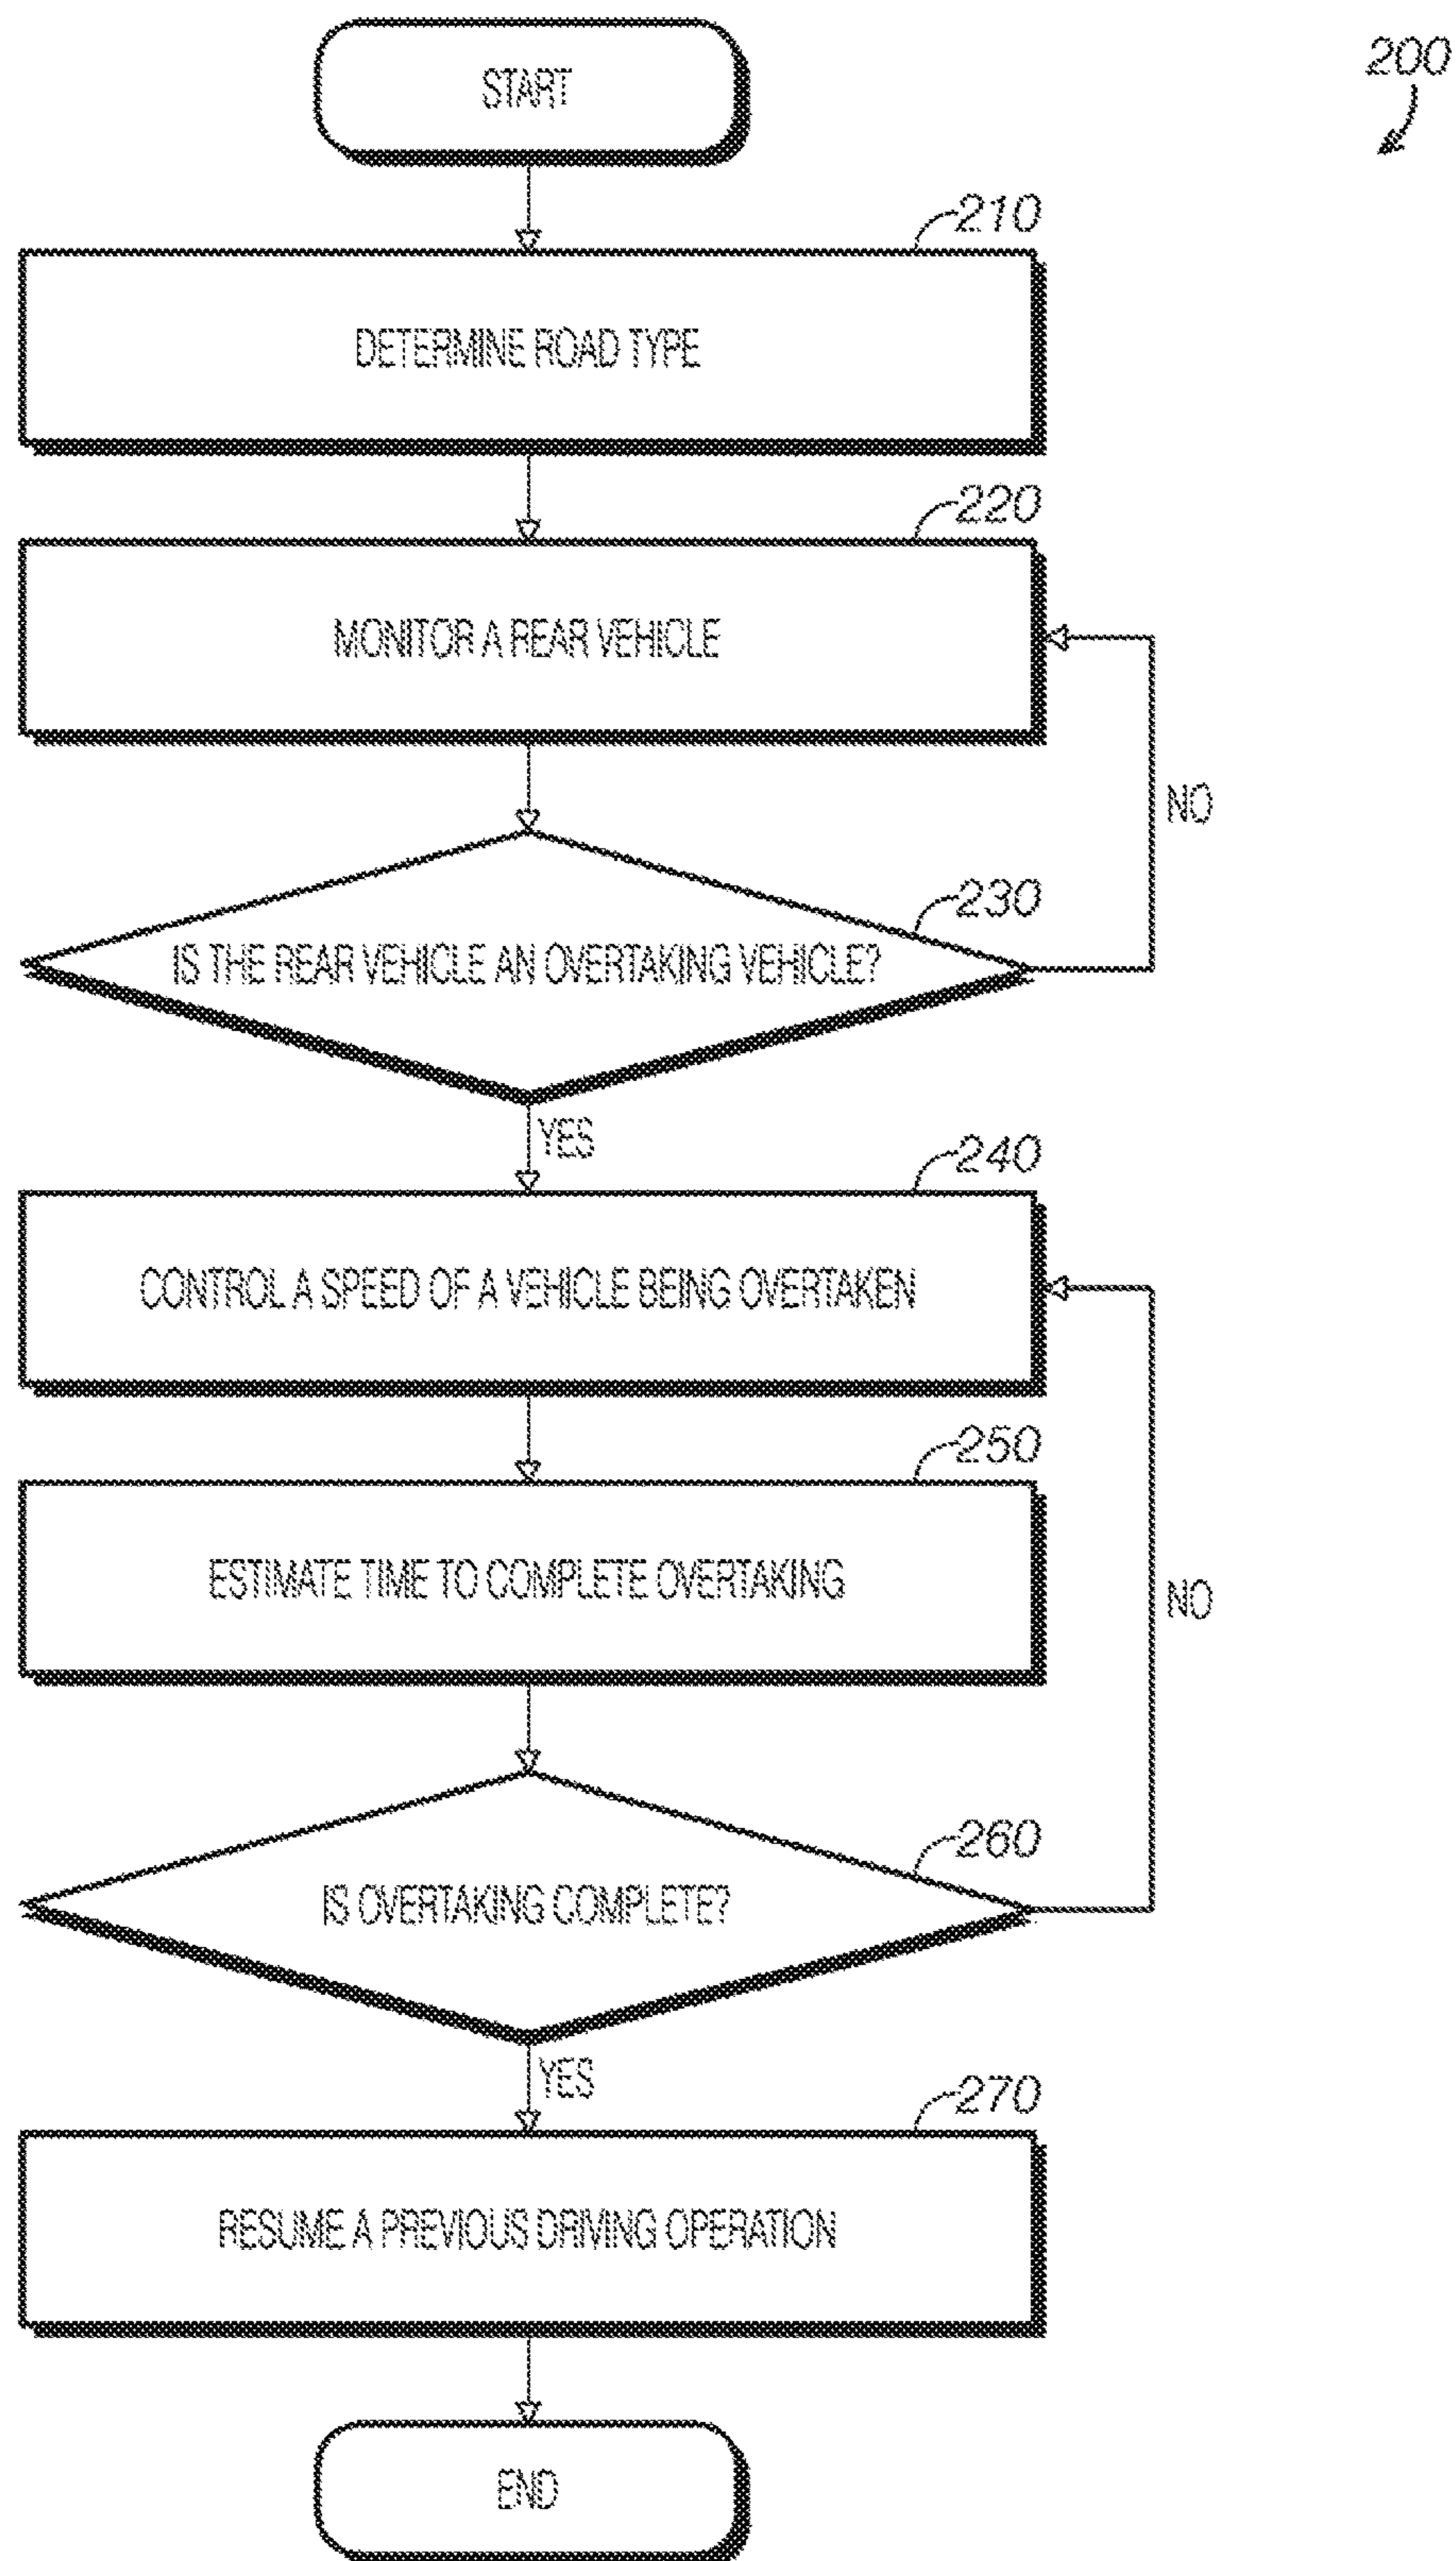 200
START
210
DETERMINE ROAD TYPE
220
MONITOR A REAR VEHICLE
NO
230
IS THE REAR VEHICLE AN OVERTAKING VEHICLE?
YES
240
CONTROL A SPEED OF A VEHICLE BEING OVERTAKEN
250
ESTIMATE TIME TO COMPLETE OVERTAKING
NO
260
IS OVERTAKING COMPLETE?
YES
270
RESUME A PREVIOUS DRIVING OPERATION
END